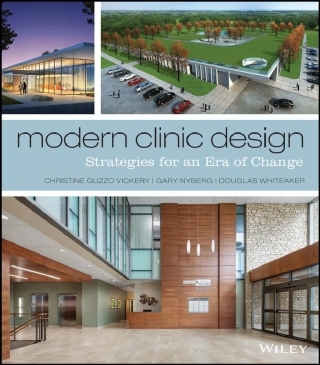 modern clinic design
Strategies for an Era of Change
CHRISTINE GUZZO VICKERY | GARY NYBERG | DOUGLAS WHITEAKER
WILEY